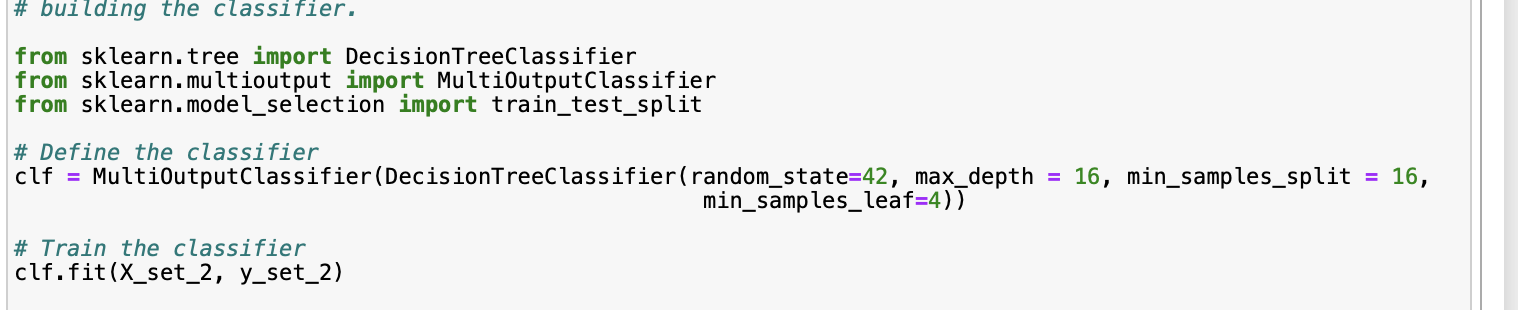 # building the classifier.
from sklearn.tree import DecisionTreeClassifier
from sklearn.multioutput import MultiOutputClassifier
from sklearn.model_selection import train_test_split
# Define the classifier
clf = MultiOutputClassifier(DecisionTreeClassifier(random_state=42, max_depth = 16, min_samples_split = 16,
min_samples_leaf=4))
# Train the classifier
clf.fit(X_set_2, y_set_2)